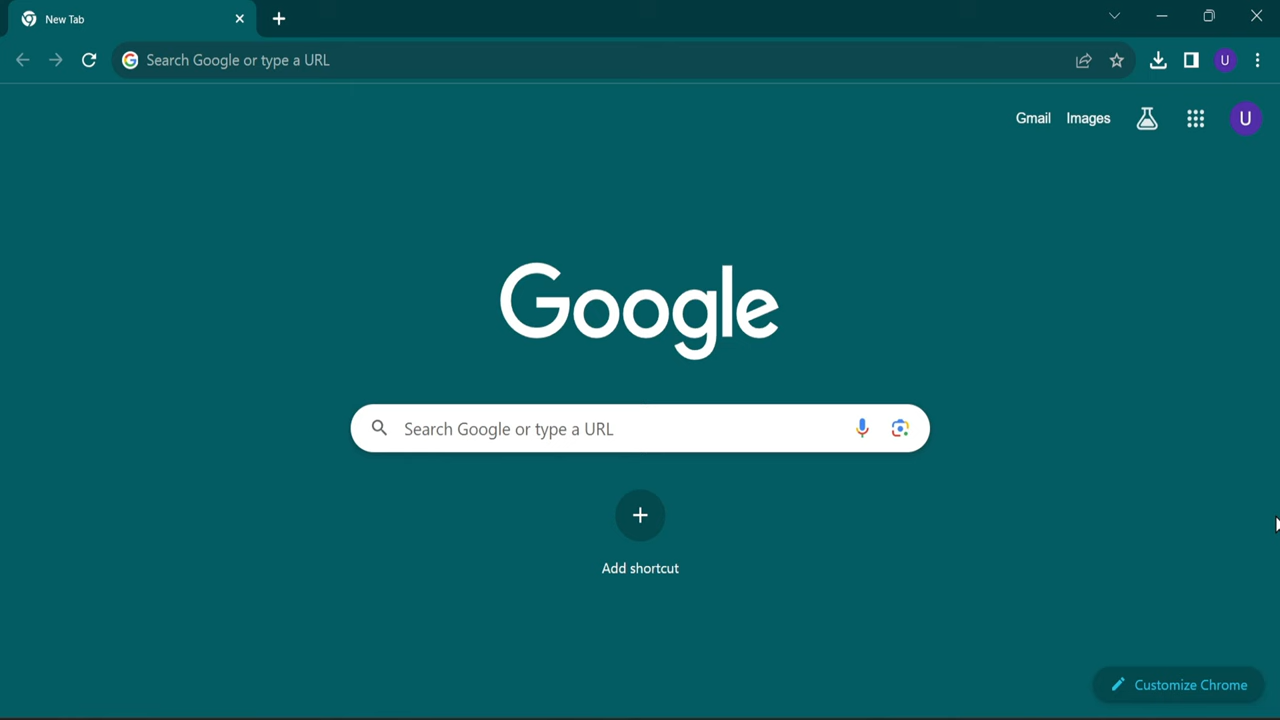 New Tab
Search Google or type a URL
U
Gmail Images U
Google
Search Google or type a URL
Add shortcut
Customize Chrome